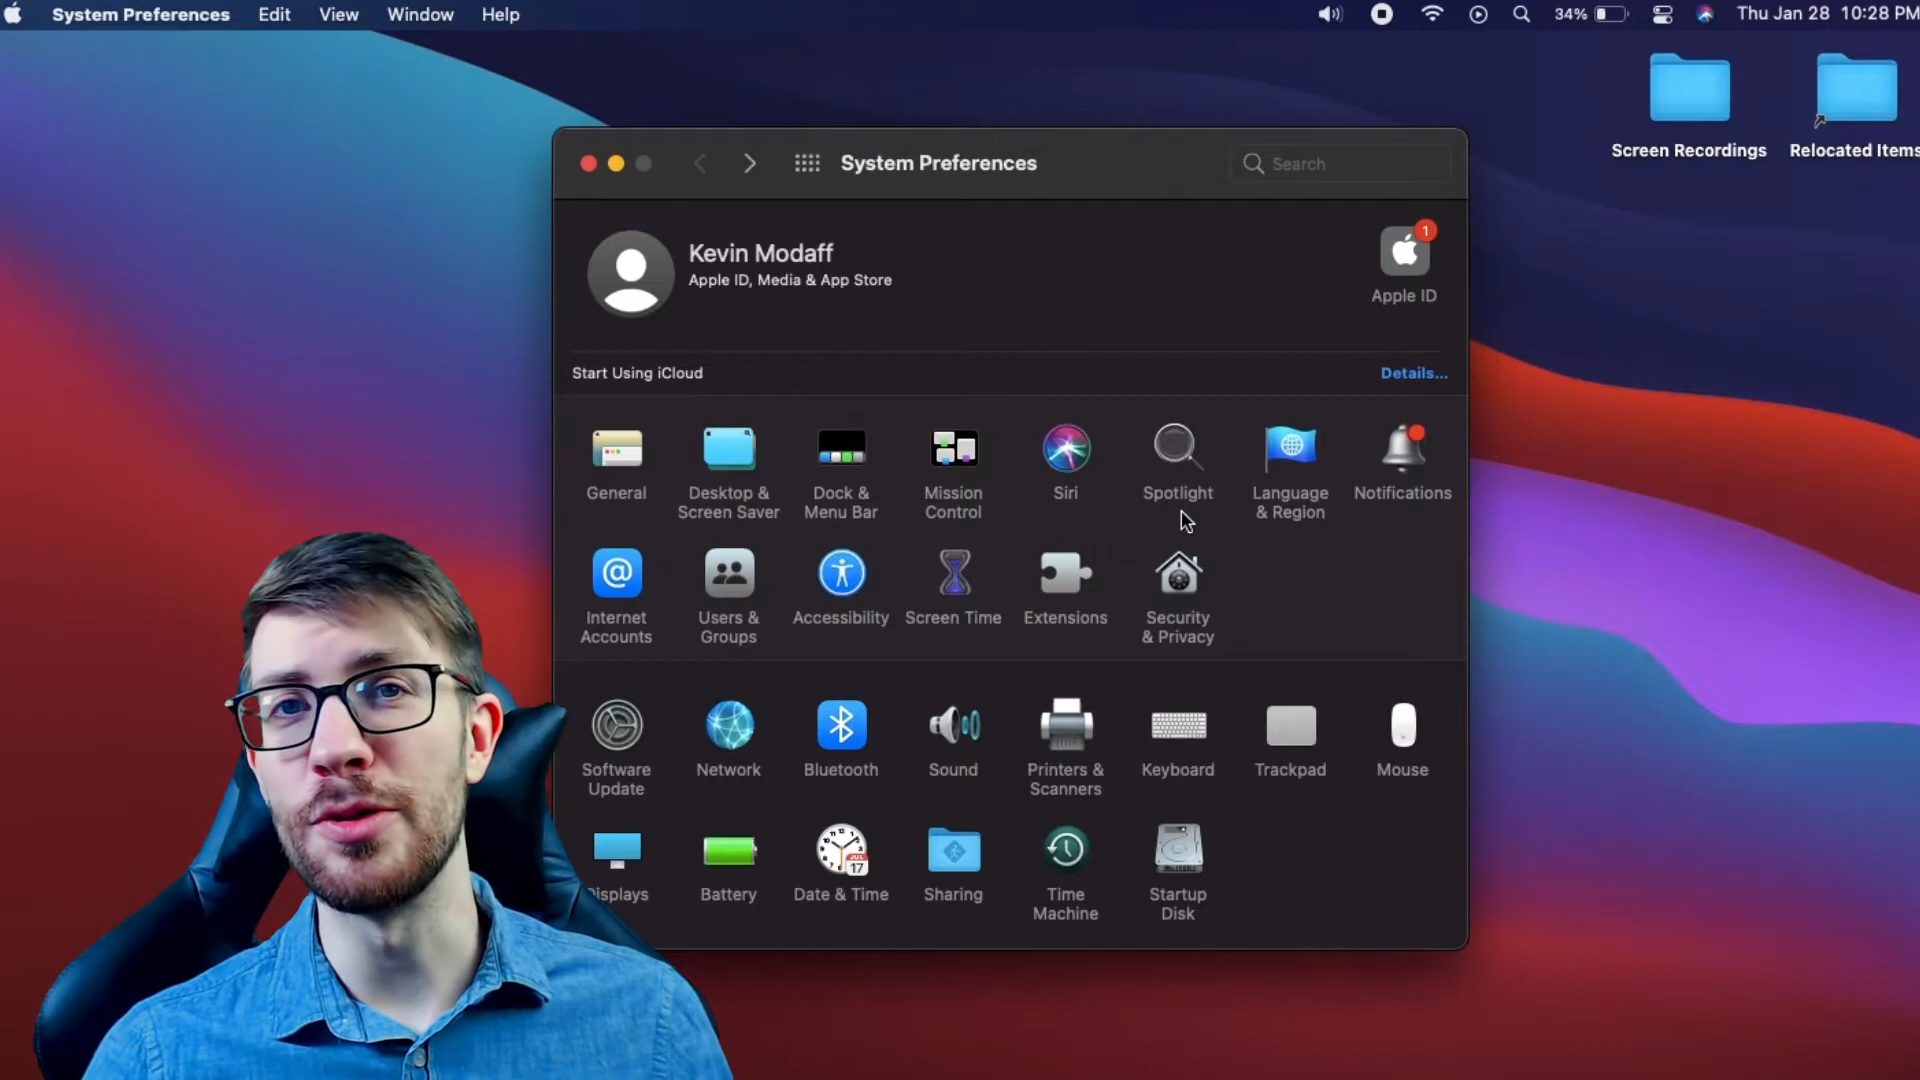 System Preferences Edit View Window Help 34% Thu Jan 28 10:28 PM
Screen Recordings Relocated Items
System Preferences Search
Kevin Modaff
Apple ID, Media & App Store
1
Apple ID
Start Using iCloud Details...
General Desktop & Screen Saver Dock & Menu Bar Mission Control Siri Spotlight Language & Region Notifications
@
Internet Accounts Users & Groups Accessibility Screen Time Extensions Security & Privacy
Software Update Network Bluetooth Sound Printers & Scanners Keyboard Trackpad Mouse
JUL
17
isplays Battery Date & Time Sharing Time Machine Startup Disk